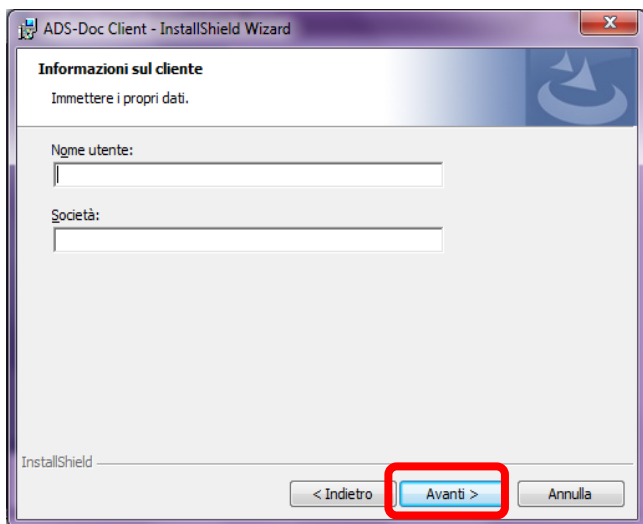 ADS-Doc Client - InstallShield Wizard
Informazioni sul cliente
Immettere i propri dati.
Nome utente:
Società:
InstallShield
< Indietro
Avanti >
Annulla